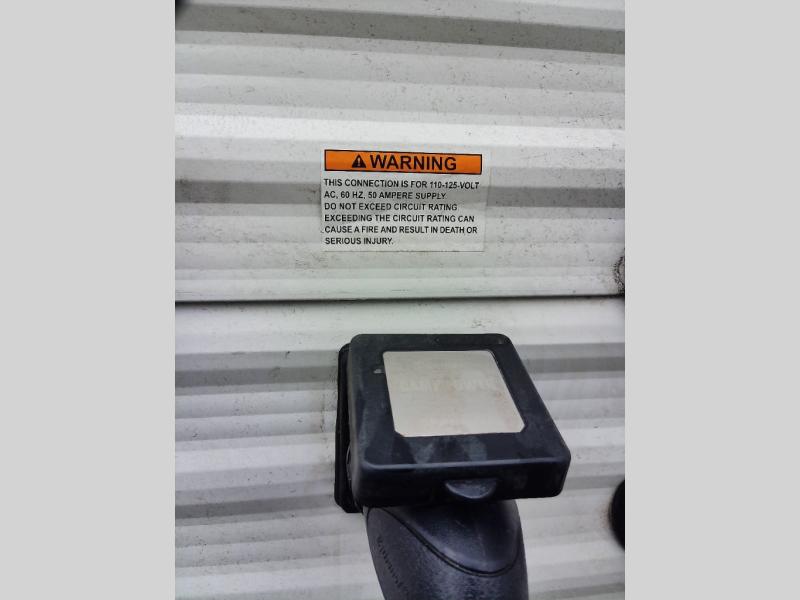 WARNING
THIS CONNECTION IS FOR 110-125-VOLT
AC, 60 HZ, 50 AMPERE SUPPLY.
DO NOT EXCEED CIRCUIT RATING.
EXCEEDING THE CIRCUIT RATING CAN
CAUSE A FIRE AND RESULT IN DEATH OR
SERIOUS INJURY.